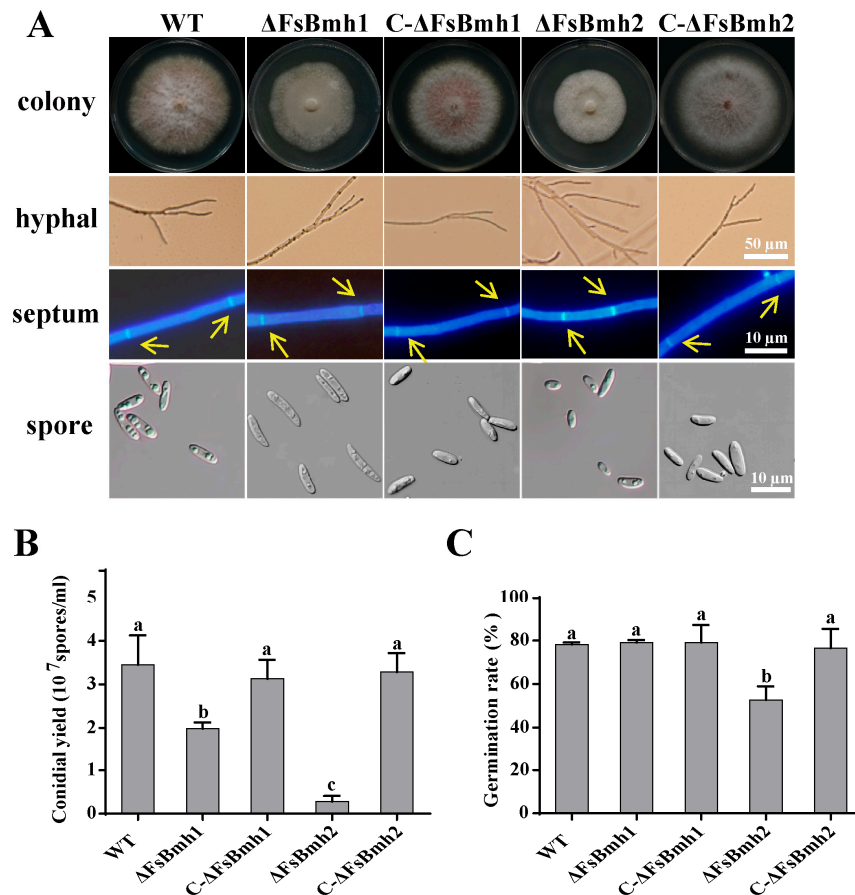 A
WT ΔFsBmh1 C-ΔFsBmh1 ΔFsBmh2 C-ΔFsBmh2
colony
hyphal
50 µm
septum
10 µm
spore
10 µm
B
Conidial yield (10⁷spores/ml)
5
4
3
2
1
0
a
b
a
c
a
WT
ΔFsBmh1
C-ΔFsBmh1
ΔFsBmh2
C-ΔFsBmh2
C
Germination rate (%)
100
80
60
40
20
0
a
a
a
b
a
WT
ΔFsBmh1
C-ΔFsBmh1
ΔFsBmh2
C-ΔFsBmh2